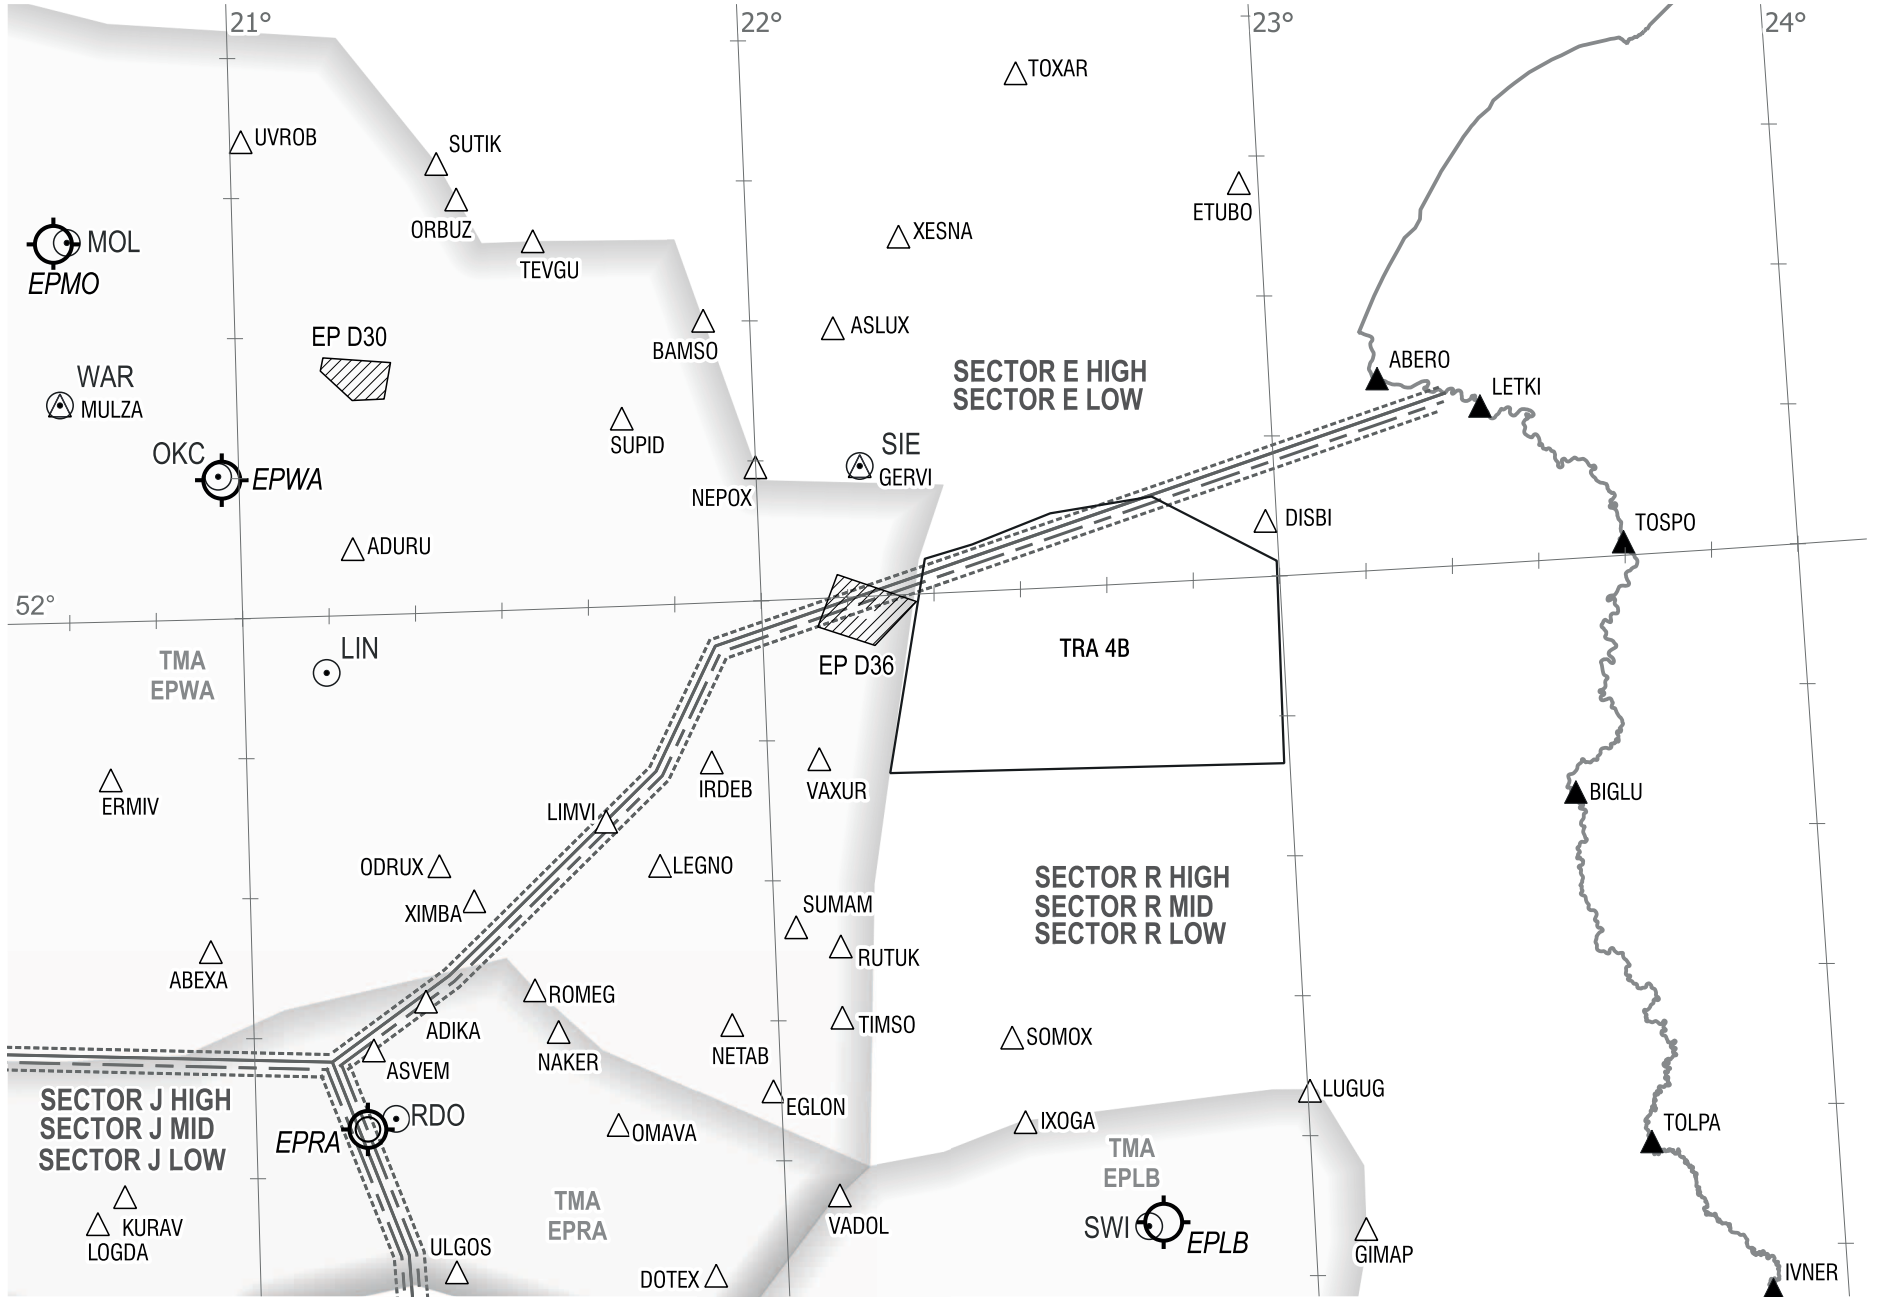 21°
22°
23°
24°
TOXAR
UVROB
SUTIK
ORBUZ
TEVGU
XESNA
ETUBO
MOL
EPMO
EP D30
BAMSO
ASLUX
SECTOR E HIGH
SECTOR E LOW
ABERO
LETKI
WAR
MULZA
SUPID
OKC
EPWA
SIE
GERVI
NEPOX
DISBI
TOSPO
ADURU
52°
LIN
TMA
EPWA
EP D36
TRA 4B
ERMIV
IRDEB
VAXUR
BIGLU
LIMVI
ODRUX
LEGNO
XIMBA
SUMAM
RUTUK
SECTOR R HIGH
SECTOR R MID
SECTOR R LOW
ABEXA
ROMEG
ADIKA
NAKER
NETAB
TIMSO
SOMOX
ASVEM
SECTOR J HIGH
SECTOR J MID
SECTOR J LOW
EPRA
RDO
OMAVA
EGLON
IXOGA
LUGUG
TOLPA
TMA
EPLB
KURAV
LOGDA
TMA
EPRA
VADOL
SWI
EPLB
GIMAP
ULGOS
DOTEX
IVNER